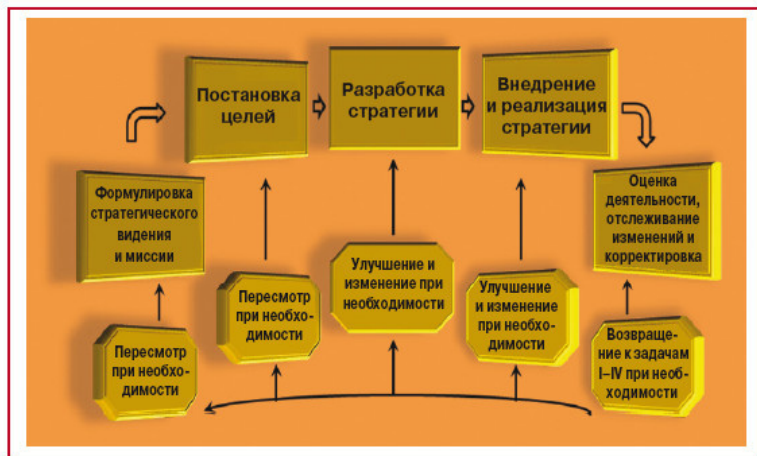 Постановка
целей
Разработка
стратегии
Внедрение
и реализация
стратегии
Формулировка
стратегического
видения
и миссии
Оценка
деятельности,
отслеживание
изменений и
корректировка
Пересмотр
при необхо-
димости
Пересмотр
при необхо-
димости
Улучшение и
изменение при
необходимости
Улучшение
и изменение
при необхо-
димости
Возвраще-
ние к задачам
I–IV при необ-
ходимости